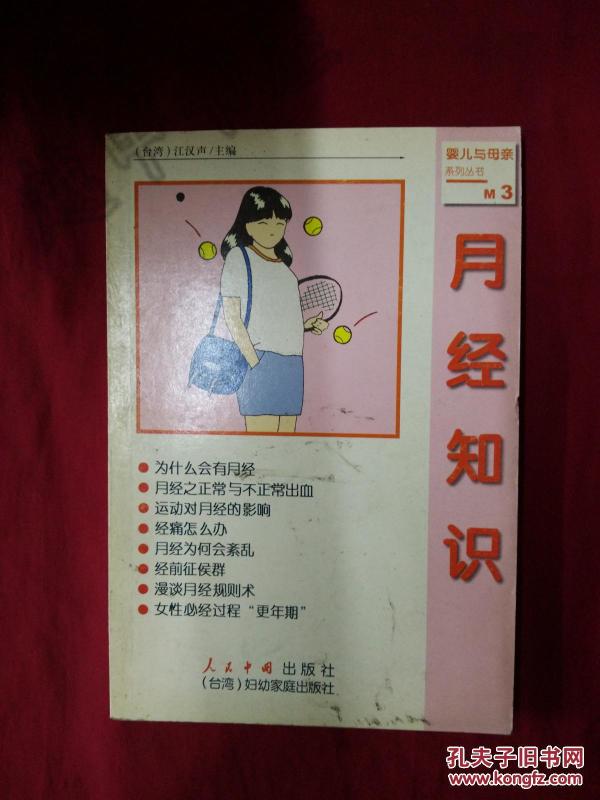 （台湾）江汉声/主编
婴儿与母亲
系列丛书
M 3
月经知识
● 为什么会有月经
● 月经之正常与不正常出血
● 运动对月经的影响
● 经痛怎么办
● 月经为何会紊乱
● 经前征侯群
● 漫谈月经规则术
● 女性必经过程“更年期”
人民中国 出版社
（台湾）妇幼家庭出版社
孔夫子旧书网
www.kongfz.com